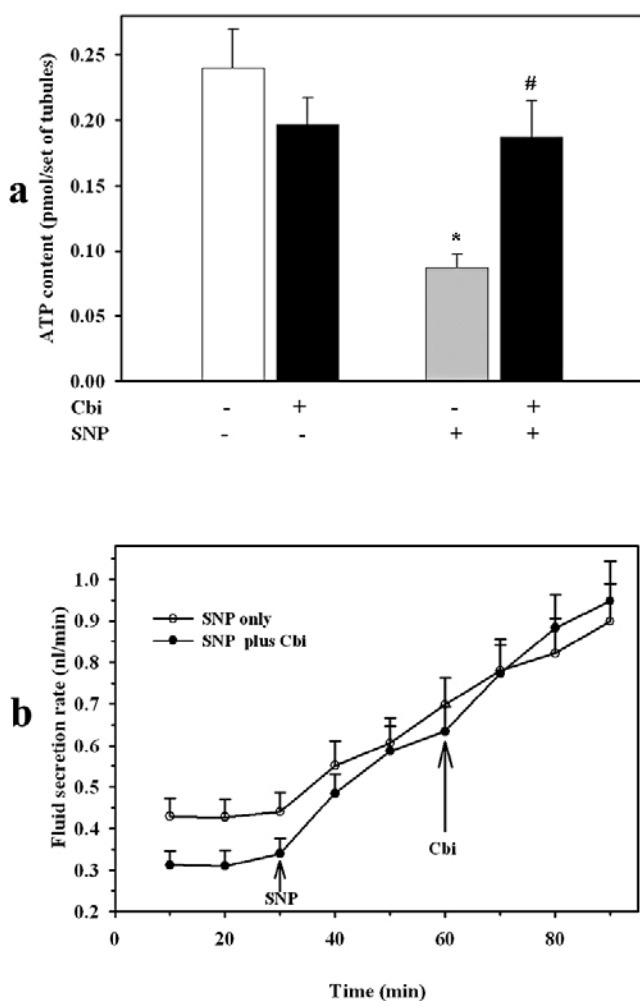 a
ATP content (pmol/set of tubules)
0.25
0.20
0.15
0.10
0.05
0.00
*
#
Cbi - + - +
SNP - - + +
b
Fluid secretion rate (nl/min)
1.0
0.9
0.8
0.7
0.6
0.5
0.4
0.3
0.2
SNP only
SNP plus Cbi
SNP
Cbi
0 20 40 60 80
Time (min)